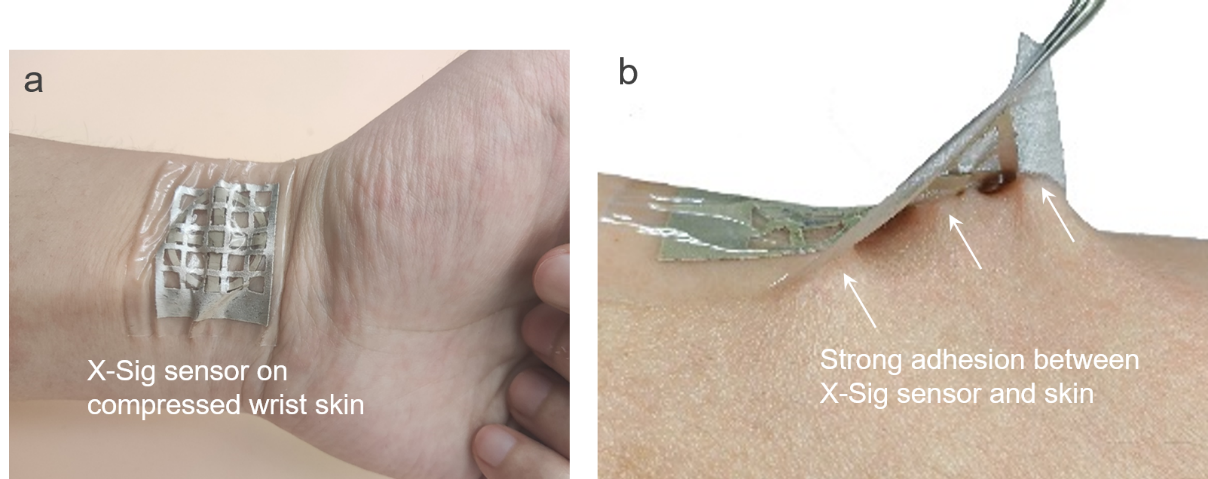 a
X-Sig sensor on
compressed wrist skin
b
Strong adhesion between
X-Sig sensor and skin